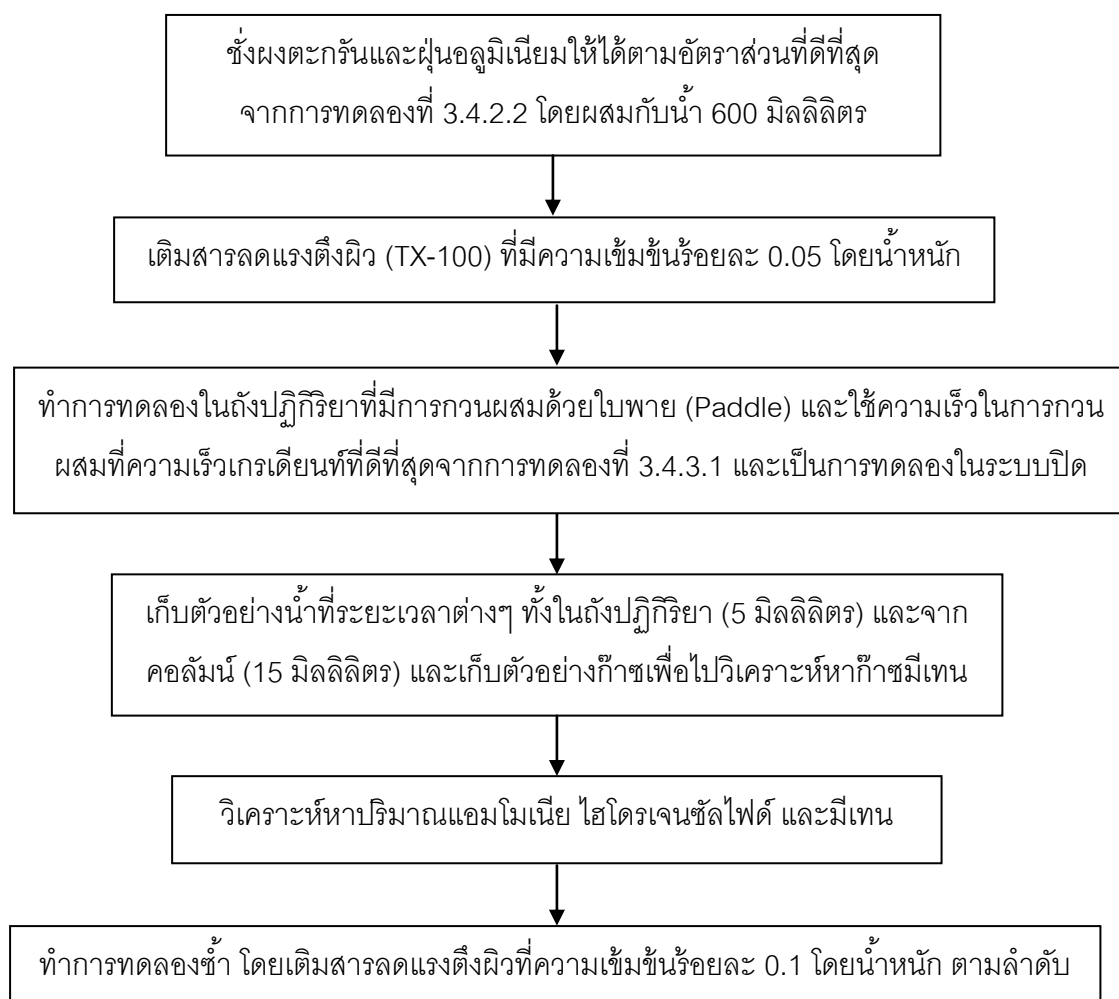 ชั่งผงตะกรันและฝุ่นอลูมิเนียมให้ได้ตามอัตราส่วนที่ดีที่สุด
จากการทดลองที่ 3.4.2.2 โดยผสมกับน้ำ 600 มิลลิลิตร
เติมสารลดแรงตึงผิว (TX-100) ที่มีความเข้มข้นร้อยละ 0.05 โดยน้ำหนัก
ทำการทดลองในถังปฏิกิริยาที่มีการกวนผสมด้วยใบพาย (Paddle) และใช้ความเร็วในการกวน
ผสมที่ความเร็วเกรเดียนท์ที่ดีที่สุดจากการทดลองที่ 3.4.3.1 และเป็นการทดลองในระบบปิด
เก็บตัวอย่างน้ำที่ระยะเวลาต่างๆ ทั้งในถังปฏิกิริยา (5 มิลลิลิตร) และจาก
คอลัมน์ (15 มิลลิลิตร) และเก็บตัวอย่างก๊าซเพื่อไปวิเคราะห์หาก๊าซมีเทน
วิเคราะห์หาปริมาณแอมโมเนีย ไฮโดรเจนซัลไฟด์ และมีเทน
ทำการทดลองซ้ำ โดยเติมสารลดแรงตึงผิวที่ความเข้มข้นร้อยละ 0.1 โดยน้ำหนัก ตามลำดับ